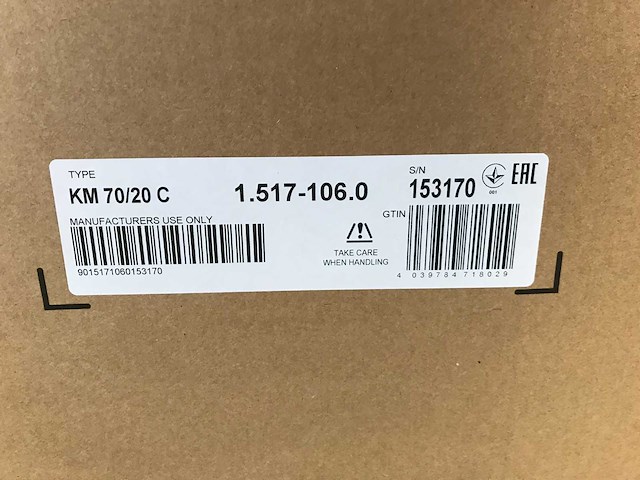 TYPE
KM 70/20 C
1.517-106.0
S/N
153170
001
EAC
MANUFACTURERS USE ONLY
9015171060153170
TAKE CARE
WHEN HANDLING
GTIN
4 039784 718029